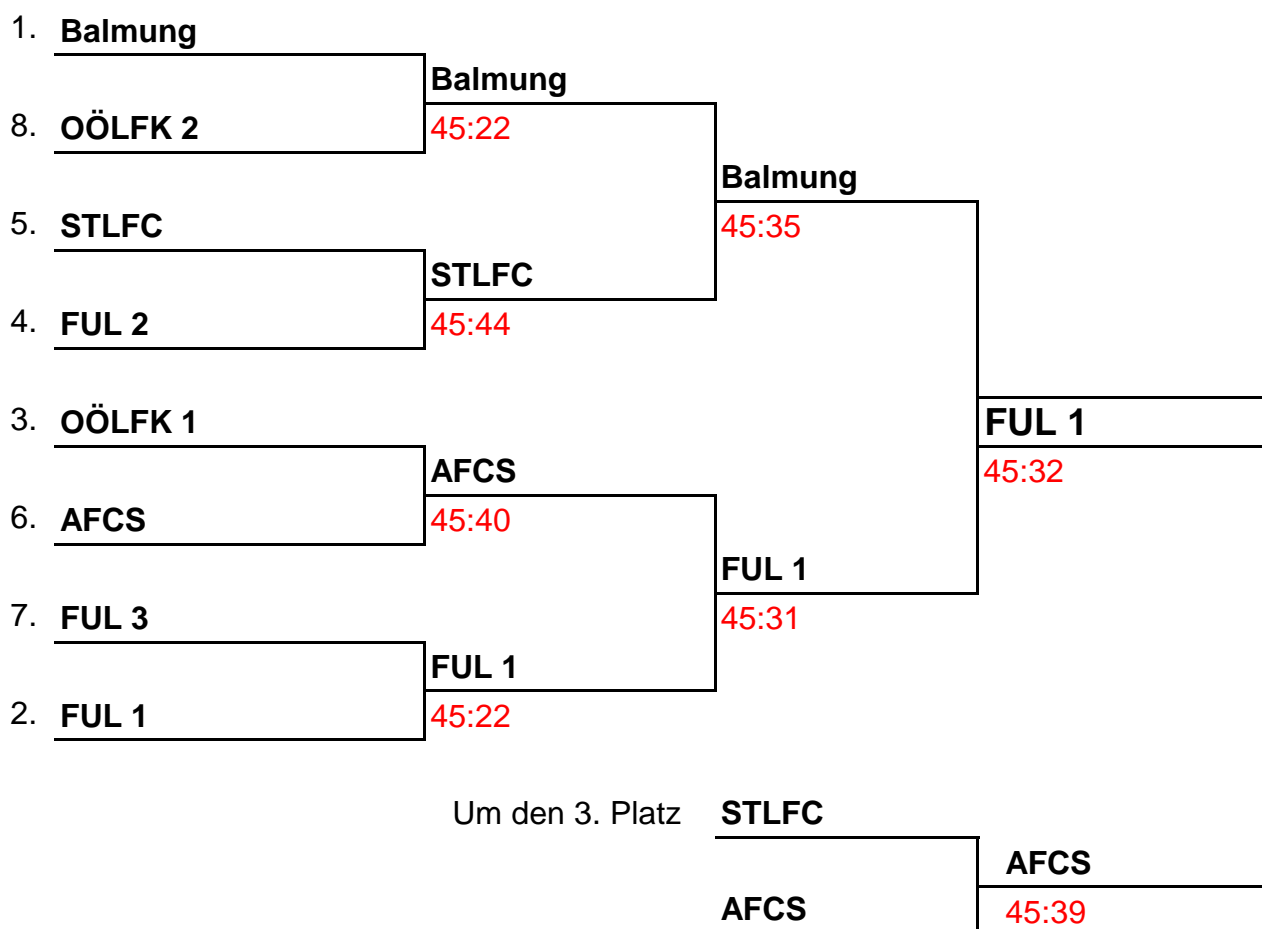 1. Balmung
Balmung
8. OÖLFK 2
45:22
Balmung
5. STLFC
45:35
STLFC
4. FUL 2
45:44
3. OÖLFK 1
FUL 1
AFCS
45:32
6. AFCS
45:40
FUL 1
7. FUL 3
45:31
FUL 1
2. FUL 1
45:22
Um den 3. Platz STLFC
AFCS
AFCS
45:39